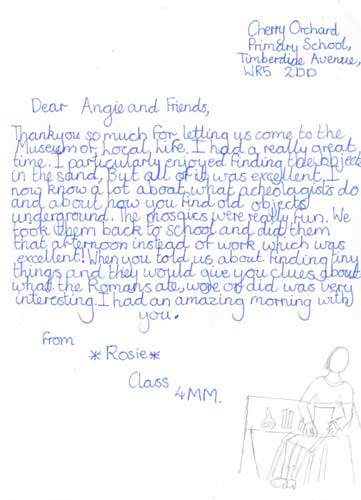 Cherry Orchard
Primary School,
Timberdine Avenue,
WR5 2DD
Dear Angie and Friends,
Thankyou so much for letting us come to the
Museum of Local Life. I had a really great
time. I particularly enjoyed finding the objects
in the sand, But all of it was excellent. I
now know a lot about what acheologists do
and about how you find old objects
underground. The mosaics were really fun. We
took them back to school and did them
that afternoon instead of work which was
excellent! When you told us about finding tiny
things and they would give you clues about
what the Romans ate, wore or did was very
interesting. I had an amazing morning with
you.
From
*Rosie*
Class
4MM.